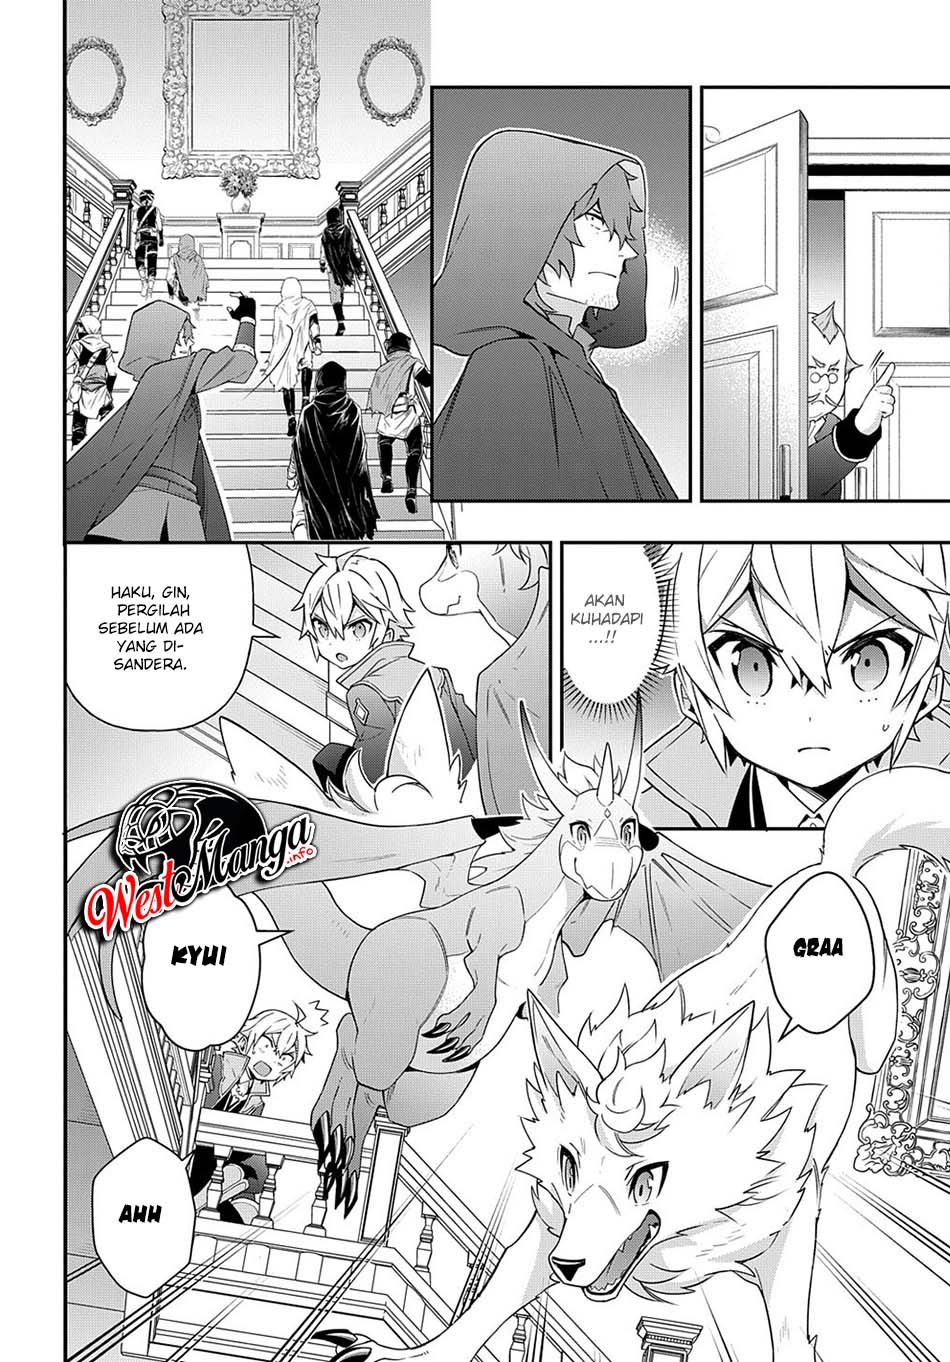 AKAN
KUHADAPI
...!!
HAKU, GIN,
PERGILAH
SEBELUM ADA
YANG DI-
SANDERA.
WestManga
.info
GRAA
KYUI
AHH